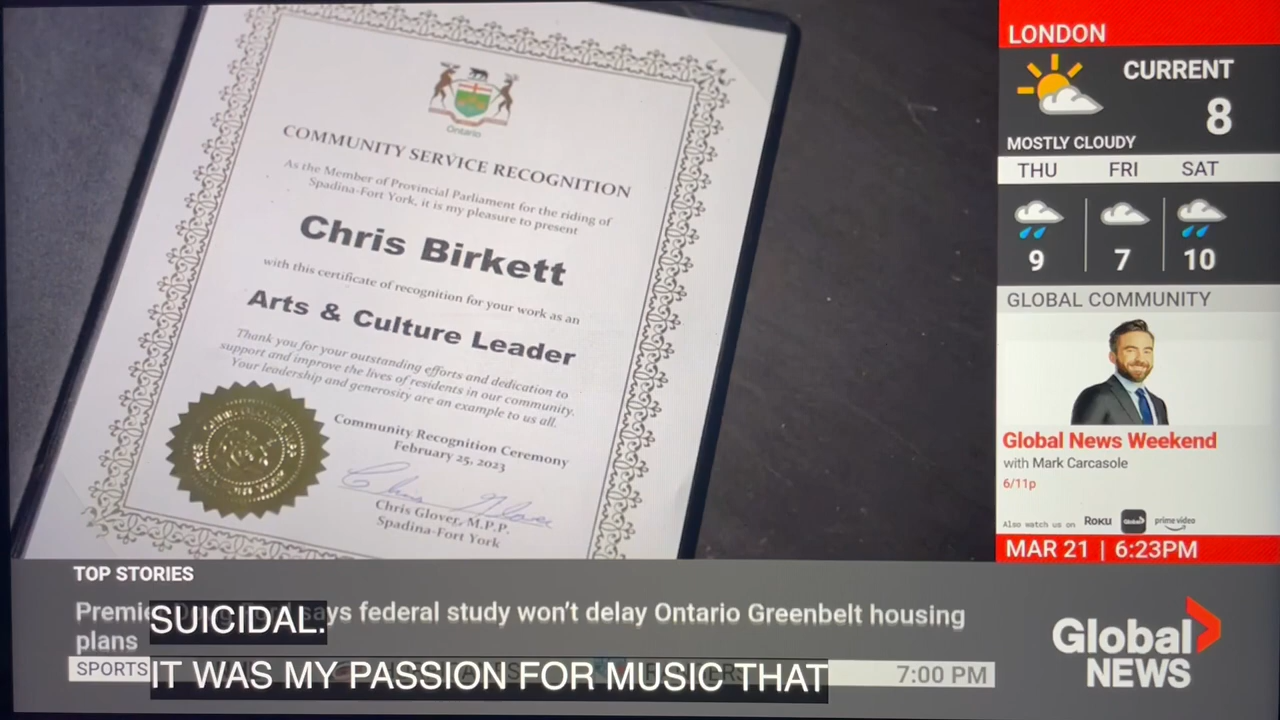 Ontario
COMMUNITY SERVICE RECOGNITION
As the Member of Provincial Parliament for the riding of
Spadina-Fort York, it is my pleasure to present
Chris Birkett
with this certificate of recognition for your work as an
Arts & Culture Leader
Thank you for your outstanding efforts and dedication to
support and improve the lives of residents in our community.
Your leadership and generosity are an example to us all.
Community Recognition Ceremony
February 25, 2023
Chris Glover, M.P.P.
Spadina-Fort York
LONDON
CURRENT
8
MOSTLY CLOUDY
THU FRI SAT
9 7 10
GLOBAL COMMUNITY
Global News Weekend
with Mark Carcasole
6/11p
Also watch us on ROKU Global prime video
MAR 21 | 6:23PM
TOP STORIES
Premie says federal study won't delay Ontario Greenbelt housing
plans
SUICIDAL.
SPORTS 7:00 PM
IT WAS MY PASSION FOR MUSIC THAT
Global
NEWS